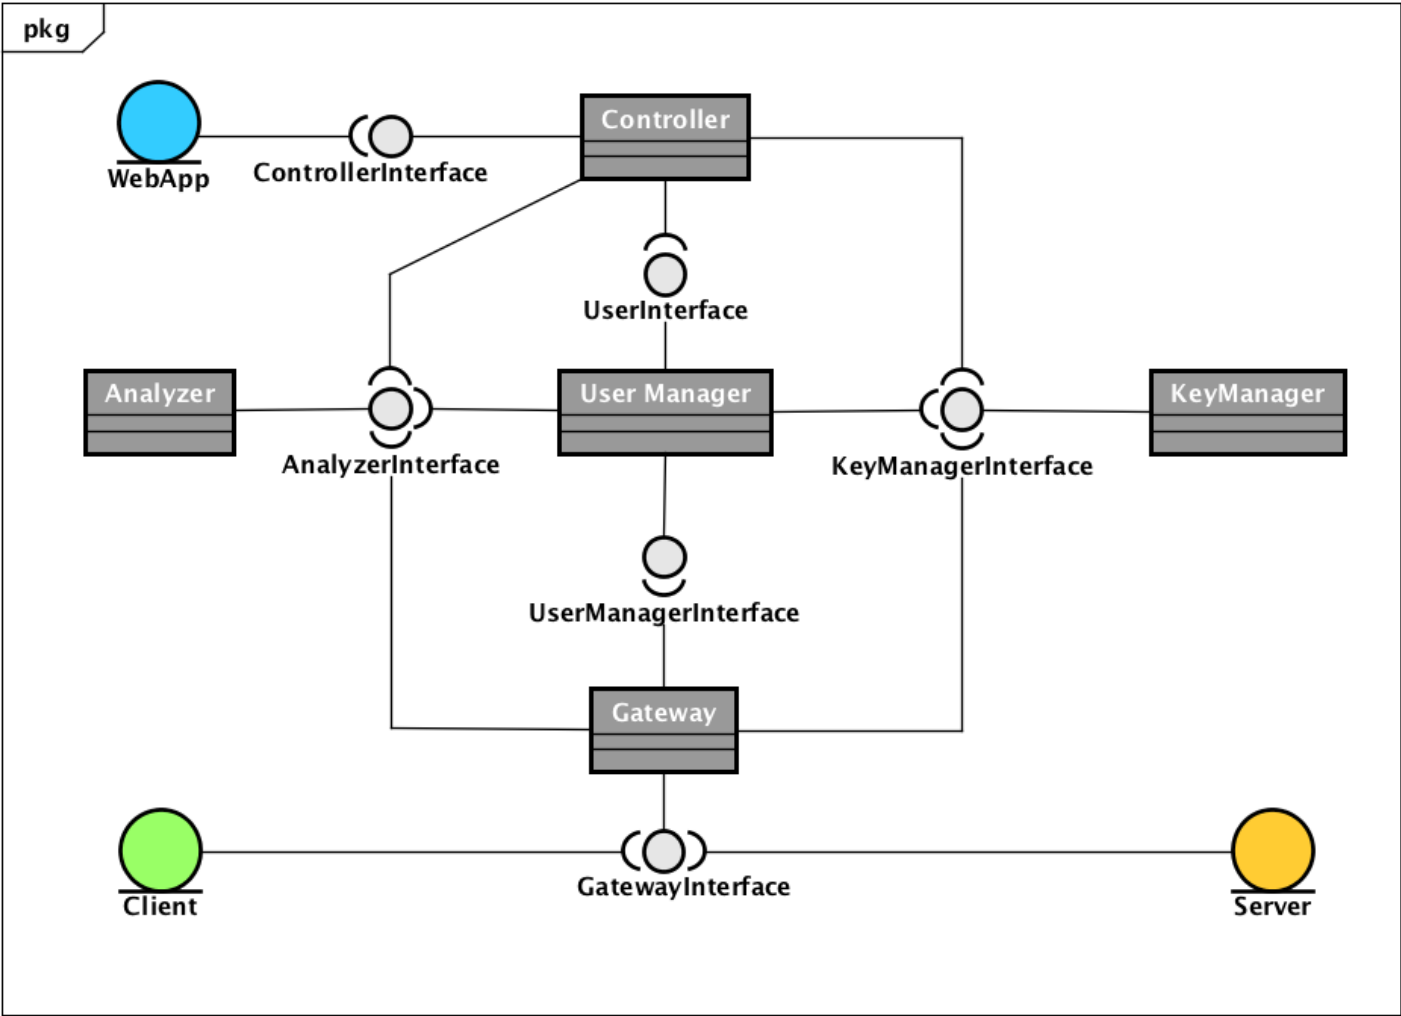 pkg
Controller
WebApp
ControllerInterface
UserInterface
Analyzer
User Manager
KeyManager
AnalyzerInterface
KeyManagerInterface
UserManagerInterface
Gateway
GatewayInterface
Client
Server